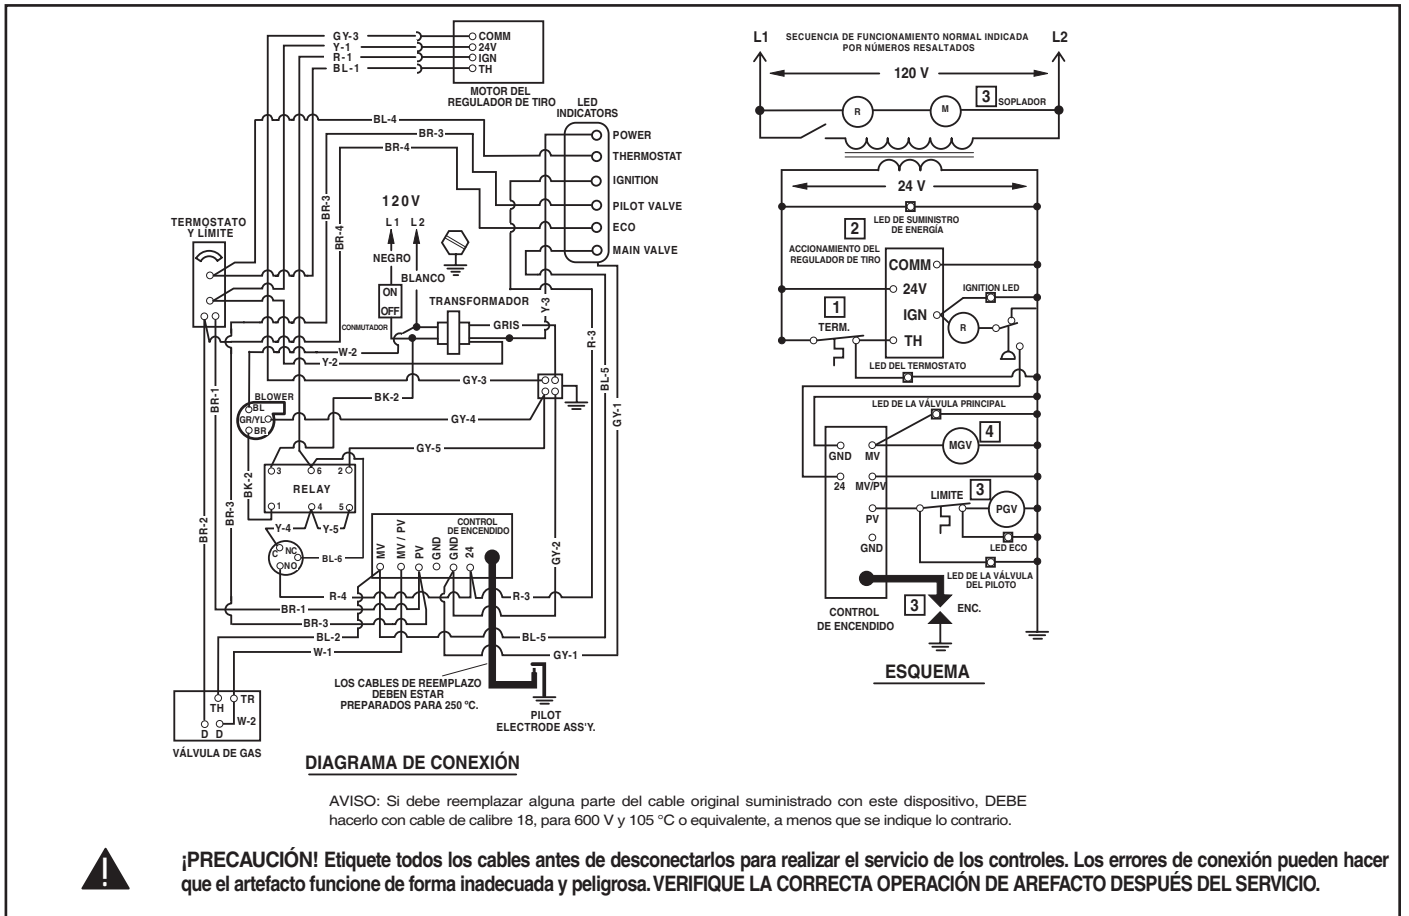 GY-3
Y-1
R-1
BL-1
COMM
24V
IGN
TH
MOTOR DEL
REGULADOR DE TIRO
LED
INDICATORS
POWER
THERMOSTAT
IGNITION
PILOT VALVE
ECO
MAIN VALVE
BL-4
BR-3
BR-4
BR-3
BR-4
TERMOSTATO
Y LÍMITE
120V
L1 L2
NEGRO
BLANCO
ON
OFF
CONMUTADOR
TRANSFORMADOR
GRIS
Y-3
R-3
BL-5
GY-1
W-2
Y-2
GY-3
BK-2
GY-4
GY-5
BLOWER
BL
GR/YL
BR
BR-1
BK-2
BR-3
BR-2
3
6
2
RELAY
1
4
5
Y-4
Y-5
C
NC
NO
BL-6
CONTROL
DE ENCENDIDO
MV
MV / PV
PV
GND
GND
24
GY-2
R-4
R-3
BR-1
BR-3
BL-2
BL-5
W-1
GY-1
LOS CABLES DE REEMPLAZO
DEBEN ESTAR
PREPARADOS PARA 250 ºC.
PILOT
ELECTRODE ASS'Y.
TH
TR
W-2
D D
VÁLVULA DE GAS
DIAGRAMA DE CONEXIÓN
L1
SECUENCIA DE FUNCIONAMIENTO NORMAL INDICADA
POR NÚMEROS RESALTADOS
L2
120 V
R
M
3
SOPLADOR
24 V
LED DE SUMINISTRO
DE ENERGÍA
2
ACCIONAMIENTO DEL
REGULADOR DE TIRO
COMM
24V
IGN
TH
IGNITION LED
R
1
TERM.
LED DEL TERMOSTATO
LED DE LA VÁLVULA PRINCIPAL
GND
MV
MGV
4
24
MV/PV
LIMITE
3
PGV
PV
GND
LED ECO
LED DE LA VÁLVULA
DEL PILOTO
3
ENC.
CONTROL
DE ENCENDIDO
ESQUEMA
AVISO: Si debe reemplazar alguna parte del cable original suministrado con este dispositivo, DEBE
hacerlo con cable de calibre 18, para 600 V y 105 °C o equivalente, a menos que se indique lo contrario.
¡PRECAUCIÓN! Etiquete todos los cables antes de desconectarlos para realizar el servicio de los controles. Los errores de conexión pueden hacer
que el artefacto funcione de forma inadecuada y peligrosa. VERIFIQUE LA CORRECTA OPERACIÓN DE AREFACTO DESPUÉS DEL SERVICIO.